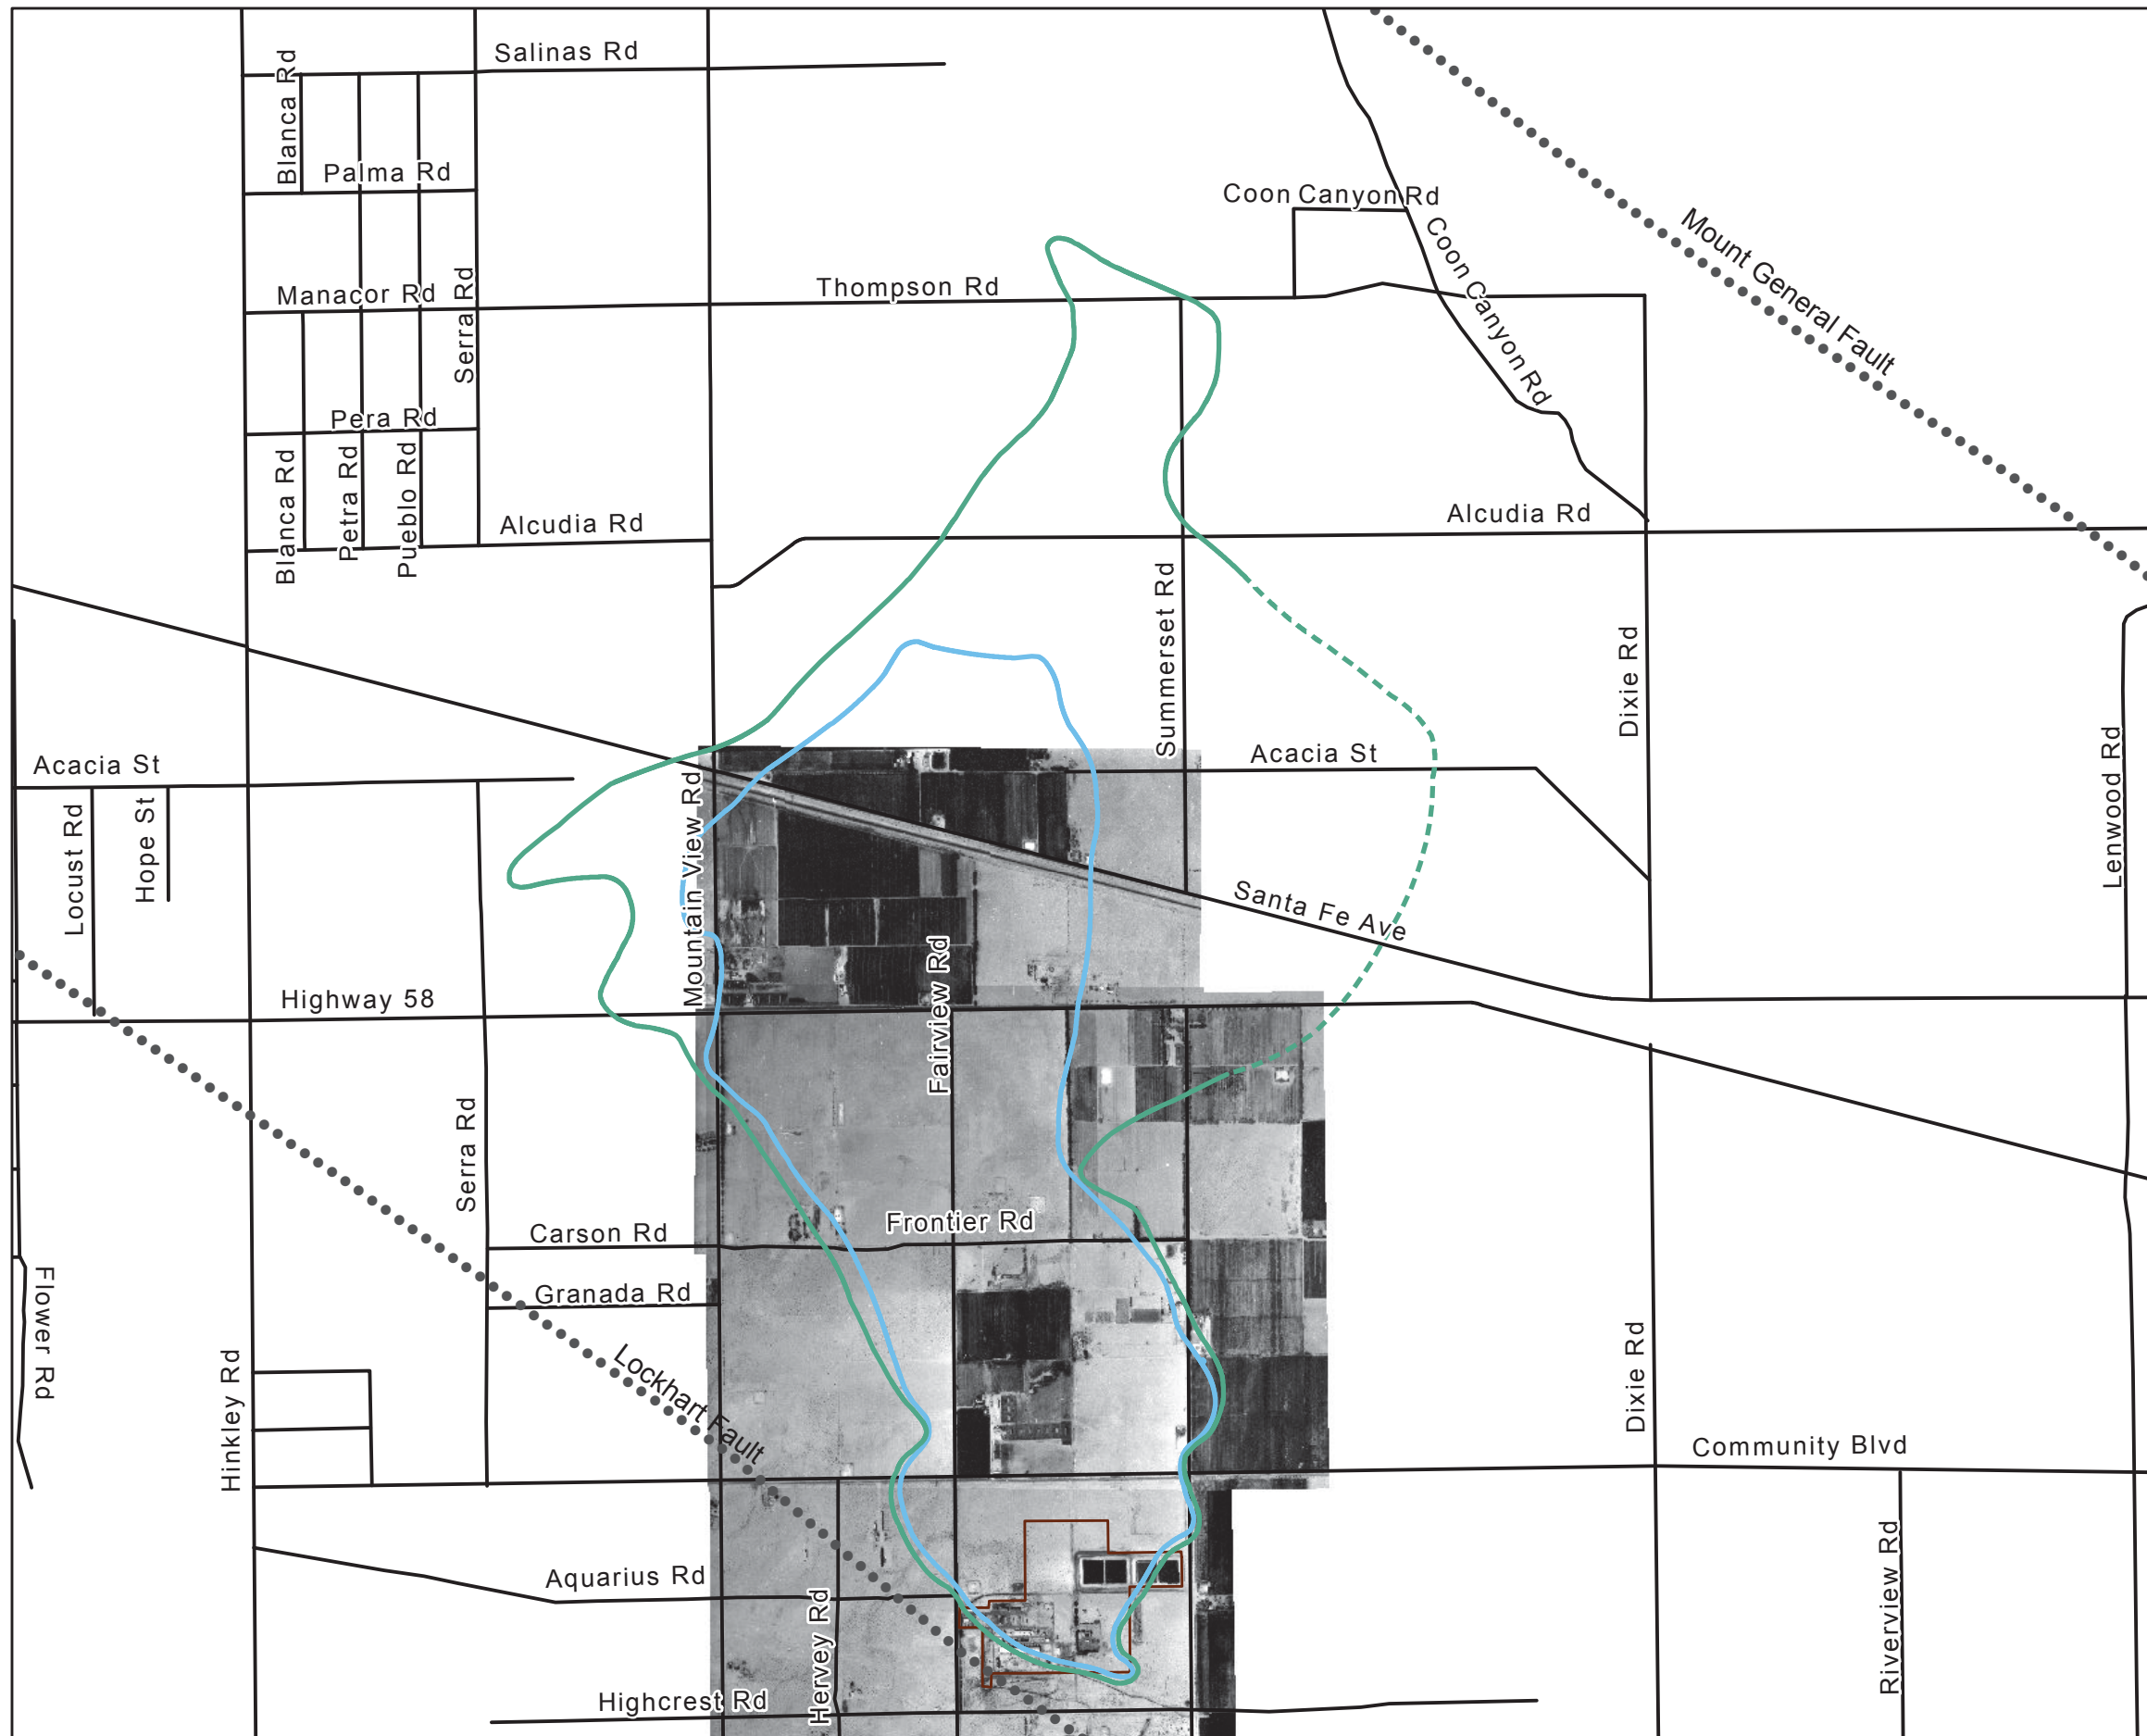 Salinas Rd
Blanca Rd
Palma Rd
Coon Canyon Rd
Mount General Fault
Coon Canyon Rd
Thompson Rd
Manacor Rd
Serra Rd
Pera Rd
Blanca Rd
Petra Rd
Pueblo Rd
Alcudia Rd
Alcudia Rd
Summerset Rd
Dixie Rd
Acacia St
Acacia St
Lenwood Rd
Locust Rd
Hope St
Mountain View Rd
Santa Fe Ave
Fairview Rd
Highway 58
Serra Rd
Carson Rd
Frontier Rd
Granada Rd
Flower Rd
Hinkley Rd
Lockhart Fault
Dixie Rd
Community Blvd
Aquarius Rd
Hervey Rd
Riverview Rd
Highcrest Rd